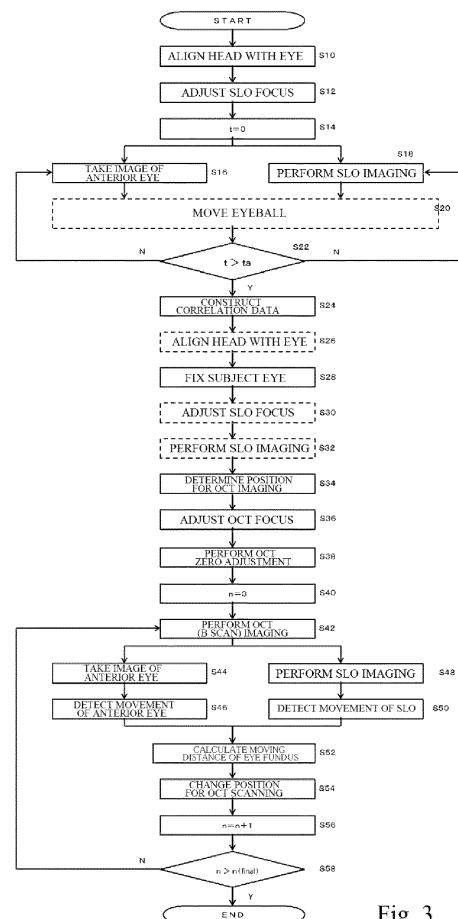 START
ALIGN HEAD WITH EYE S10
ADJUST SLO FOCUS S12
t=0 S14
TAKE IMAGE OF
ANTERIOR EYE
S16
PERFORM SLO IMAGING
S18
MOVE EYEBALL
S20
t > ta
S22
N
N
Y
CONSTRUCT
CORRELATION DATA
S24
ALIGN HEAD WITH EYE S26
FIX SUBJECT EYE S28
ADJUST SLO FOCUS S30
PERFORM SLO IMAGING S32
DETERMINE POSITION
FOR OCT IMAGING
S34
ADJUST OCT FOCUS S36
PERFORM OCT
ZERO ADJUSTMENT
S38
n=0 S40
PERFORM OCT
(B SCAN) IMAGING
S42
TAKE IMAGE OF
ANTERIOR EYE
S44
PERFORM SLO IMAGING
S48
DETECT MOVEMENT
OF ANTERIOR EYE
S46
DETECT MOVEMENT OF SLO
S50
CALCULATE MOVING
DISTANCE OF EYE FUNDUS
S52
CHANGE POSITION
FOR OCT SCANNING
S54
n=n+1 S56
N
n > n(final) S58
Y
END
Fig. 3